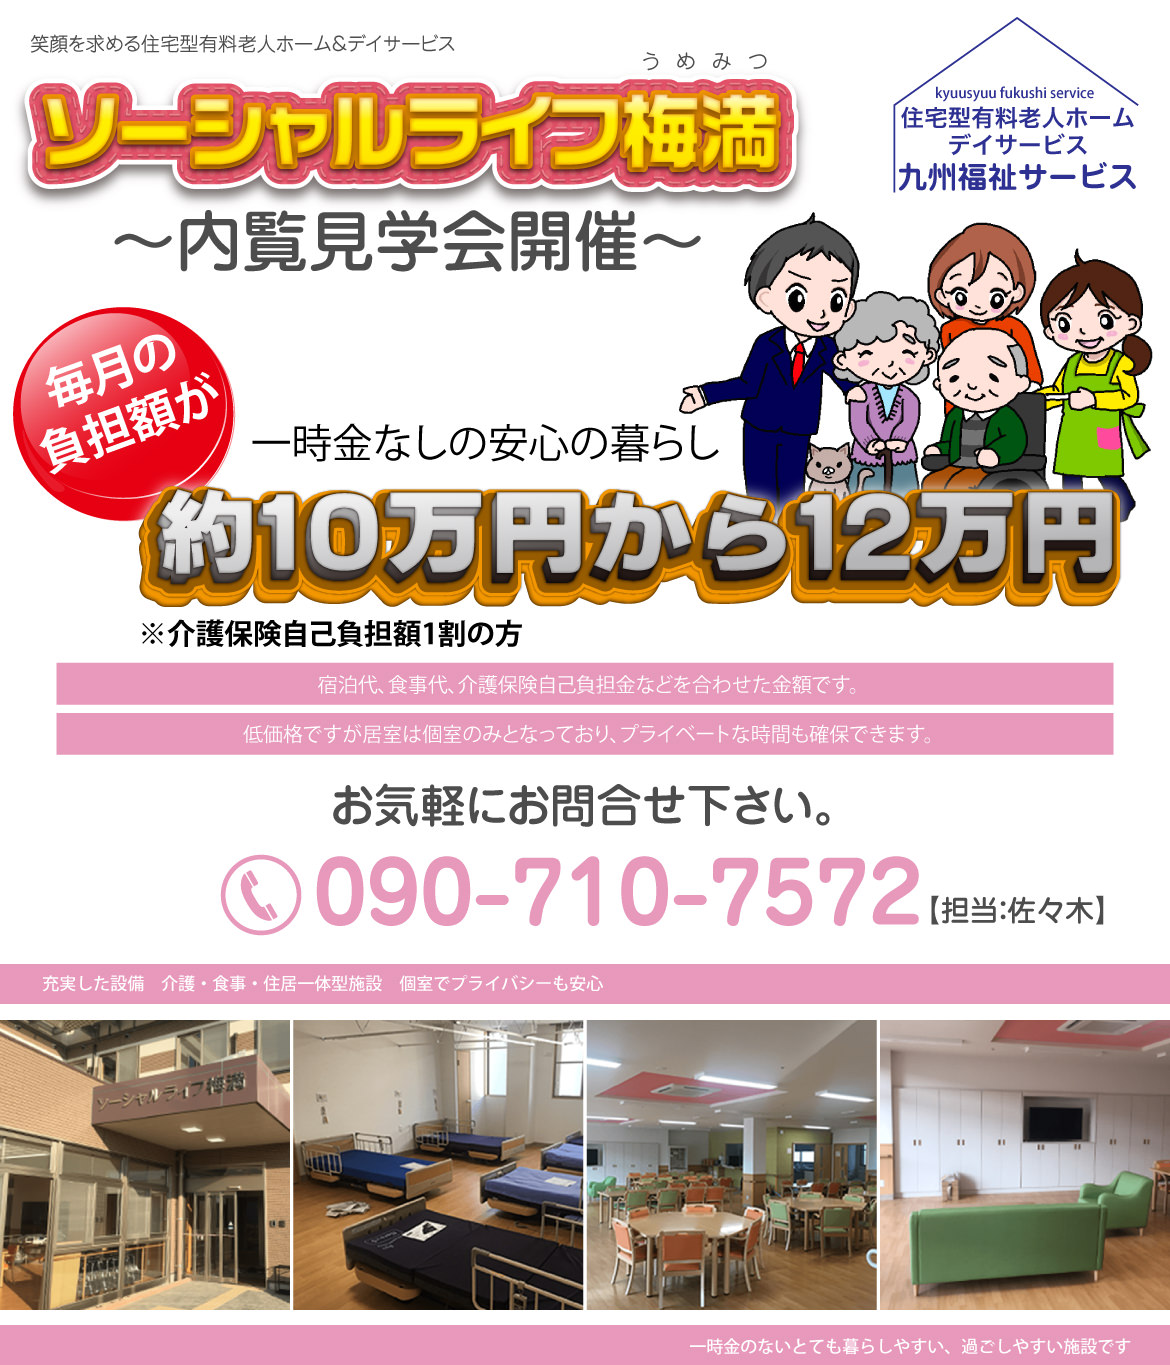 笑顔を求める住宅型有料老人ホーム&デイサービス
うめみつ
ソーシャルライフ梅満
～内覧見学会開催～
kyuusyuu fukushi service
住宅型有料老人ホーム
デイサービス
九州福祉サービス
毎月の
負担額が
一時金なしの安心の暮らし
約10万円から12万円
※介護保険自己負担額1割の方
宿泊代、食事代、介護保険自己負担金などを合わせた金額です。
低価格ですが居室は個室のみとなっており、プライベートな時間も確保できます。
お気軽にお問合せ下さい。
090-710-7572【担当:佐々木】
充実した設備　介護・食事・住居一体型施設　個室でプライバシーも安心
ソーシャルライフ梅満
一時金のないとても暮らしやすい、過ごしやすい施設です